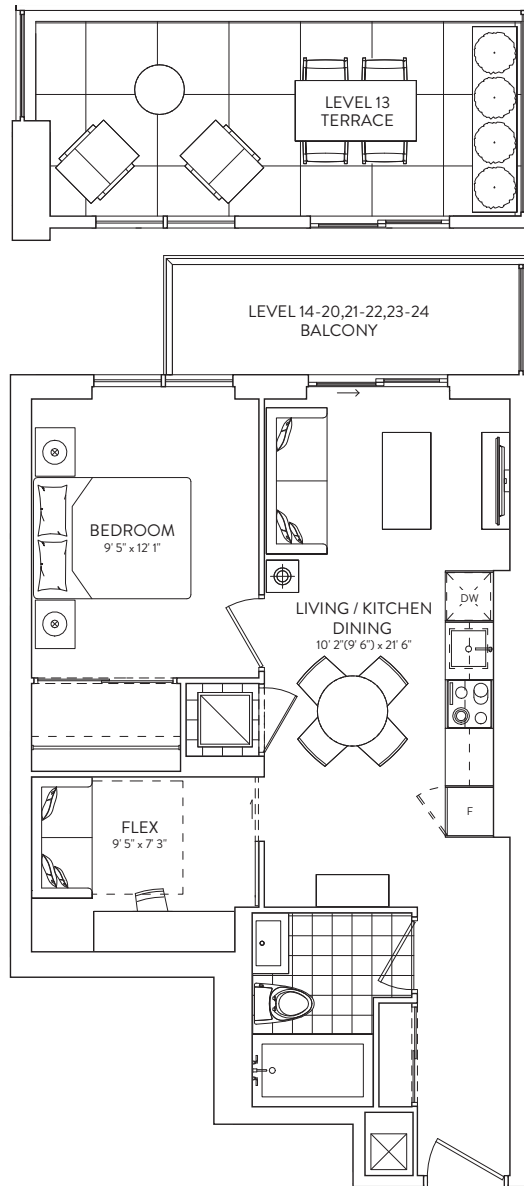 LEVEL 13
TERRACE
LEVEL 14-20,21-22,23-24
BALCONY
BEDROOM
9' 5" x 12' 1"
DW
LIVING / KITCHEN
DINING
10' 2"(9' 6") x 21' 6"
FLEX
9' 5" x 7' 3"
F